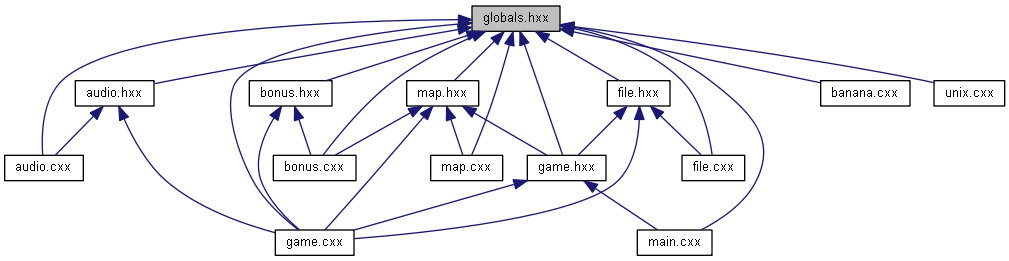 globals.hxx
audio.hxx
bonus.hxx
map.hxx
file.hxx
banana.cxx
unix.cxx
audio.cxx
bonus.cxx
map.cxx
game.hxx
file.cxx
game.cxx
main.cxx